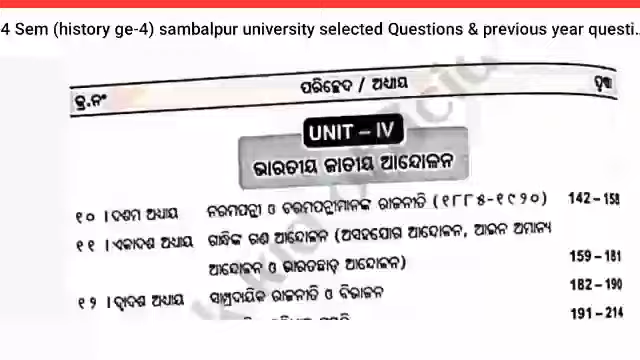 4 Sem (history ge-4) sambalpur university selected Questions & previous year questi..
କ୍ର.ନଂ ପରିଚ୍ଛେଦ / ଅଧ୍ୟାୟ ପୃଷ୍ଠା
UNIT – IV
ଭାରତୀୟ ଜାତୀୟ ଆନ୍ଦୋଳନ
୧୦ । ଦଶମ ଅଧ୍ୟାୟ ନରମପନ୍ଥୀ ଓ ଚରମପନ୍ଥୀମାନଙ୍କ ରାଜନୀତି (୧୮୮୫-୧୯୨୦) 142-158
୧୧ । ଏକାଦଶ ଅଧ୍ୟାୟ ଗାନ୍ଧିଙ୍କ ଗଣ ଆନ୍ଦୋଳନ (ଅସହଯୋଗ ଆନ୍ଦୋଳନ, ଆଇନ ଅମାନ୍ୟ
ଆନ୍ଦୋଳନ ଓ ଭାରତଛାଡ଼ ଆନ୍ଦୋଳନ) 159-181
୧୨ । ଦ୍ୱାଦଶ ଅଧ୍ୟାୟ ସାମ୍ପ୍ରଦାୟିକ ରାଜନୀତି ଓ ବିଭାଜନ 182-190
191-214